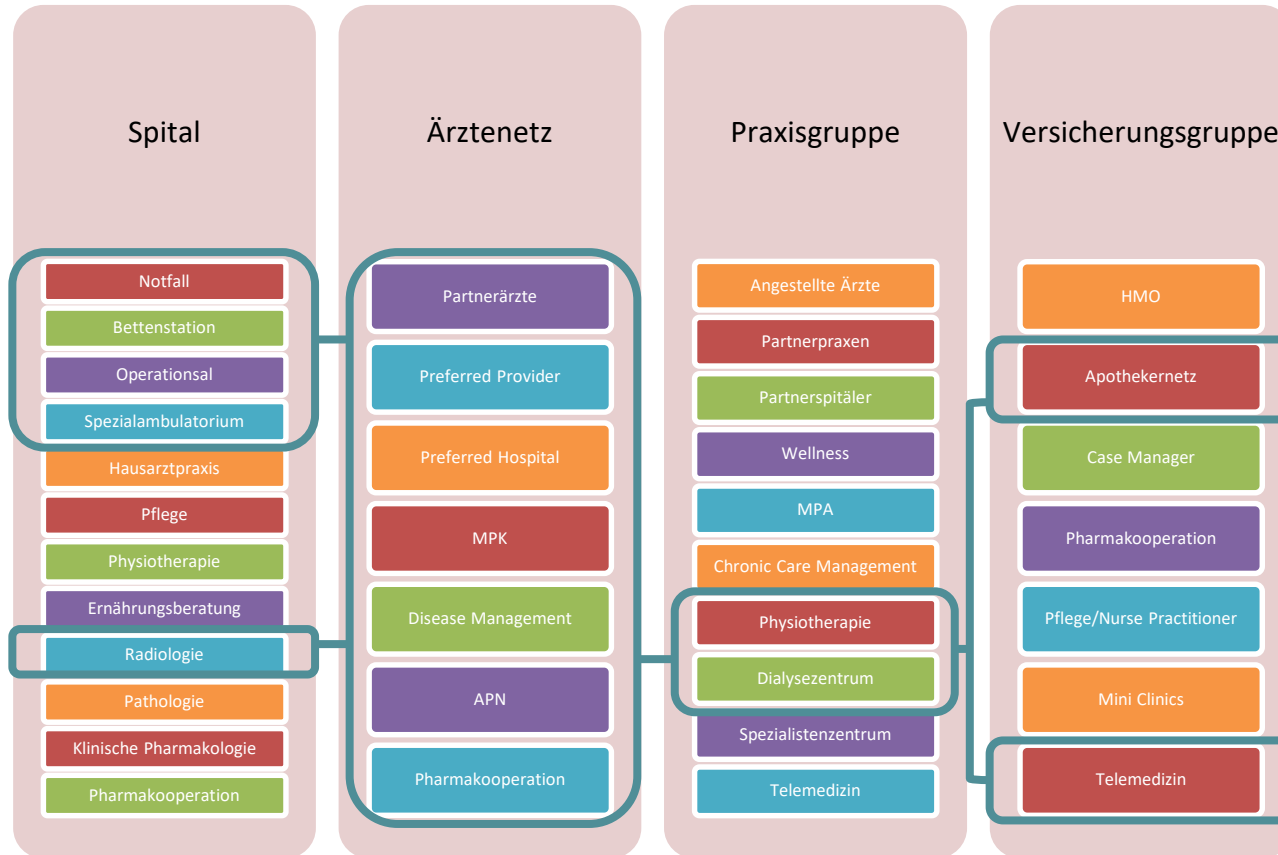 Spital
Notfall
Bettenstation
Operationsal
Spezialambulatorium
Hausarztpraxis
Pflege
Physiotherapie
Ernährungsberatung
Radiologie
Pathologie
Klinische Pharmakologie
Pharmakooperation
Ärztenetz
Partnerärzte
Preferred Provider
Preferred Hospital
MPK
Disease Management
APN
Pharmakooperation
Praxisgruppe
Angestellte Ärzte
Partnerpraxen
Partnerspitäler
Wellness
MPA
Chronic Care Management
Physiotherapie
Dialysezentrum
Spezialistenzentrum
Telemedizin
Versicherungsgruppe
HMO
Apothekernetz
Case Manager
Pharmakooperation
Pflege/Nurse Practitioner
Mini Clinics
Telemedizin